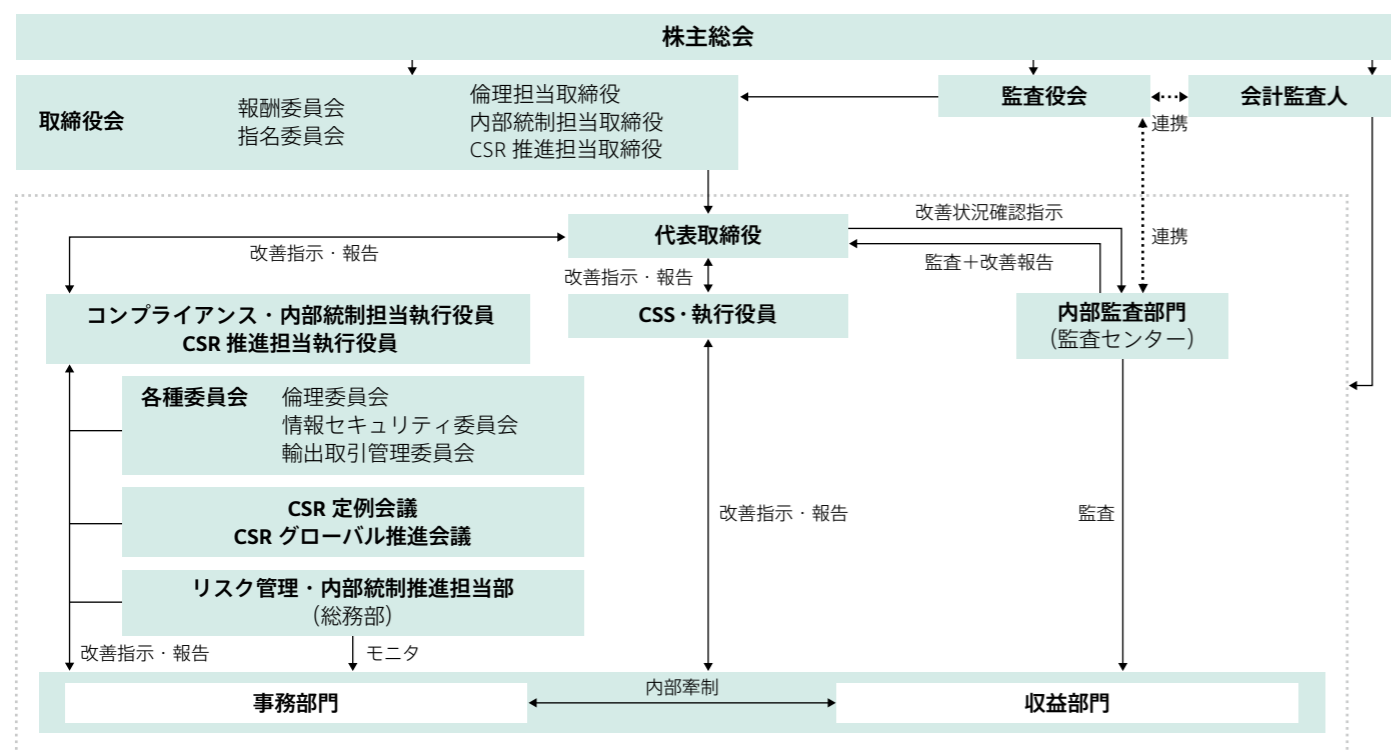 株主総会
取締役会
報酬委員会
指名委員会
倫理担当取締役
内部統制担当取締役
CSR 推進担当取締役
監査役会
会計監査人
連携
代表取締役
改善状況確認指示
監査＋改善報告
連携
改善指示・報告
改善指示・報告
コンプライアンス・内部統制担当執行役員
CSR 推進担当執行役員
CSS・執行役員
内部監査部門
（監査センター）
各種委員会
倫理委員会
情報セキュリティ委員会
輸出取引管理委員会
CSR 定例会議
CSR グローバル推進会議
改善指示・報告
監査
リスク管理・内部統制推進担当部
（総務部）
改善指示・報告
モニタ
事務部門
内部牽制
収益部門